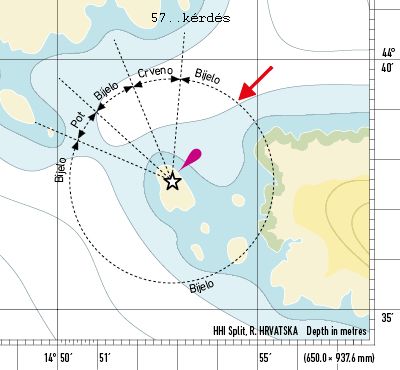 57..kérdés
Bijelo
Crveno
Bijelo
Pot
Bijelo
Bijelo
44°
40'
35'
HHI Split, R. HRVATSKA Depth in metres
14° 50' 51' 55' (650.0 × 937.6 mm)